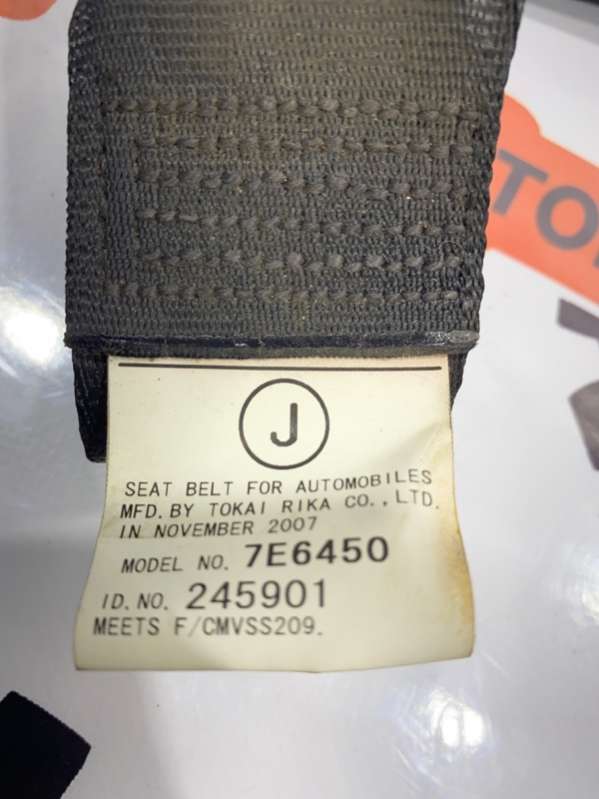 TO
J
SEAT BELT FOR AUTOMOBILES
MFD. BY TOKAI RIKA CO., LTD.
IN NOVEMBER 2007
MODEL NO. 7E6450
ID. NO. 245901
MEETS F/CMVSS209.